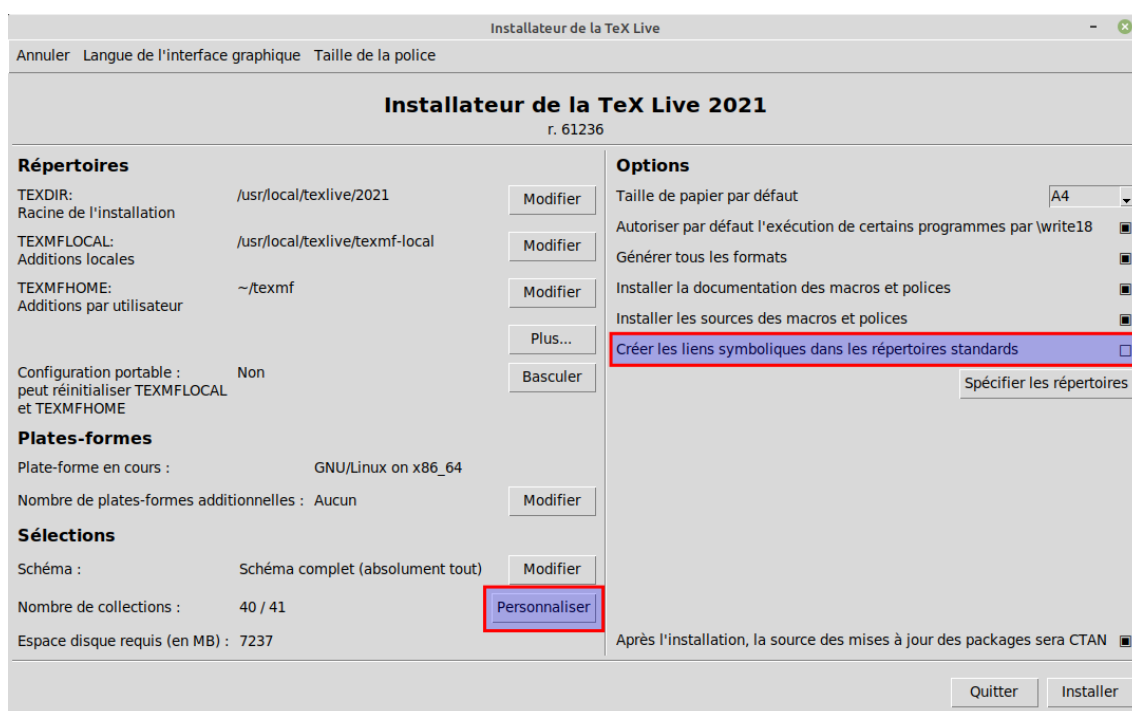 Installateur de la TeX Live
Annuler Langue de l'interface graphique Taille de la police
Installateur de la TeX Live 2021
r. 61236
Répertoires
TEXDIR: /usr/local/texlive/2021 Modifier
Racine de l'installation
TEXMFLOCAL: /usr/local/texlive/texmf-local Modifier
Additions locales
TEXMFHOME: ~/texmf Modifier
Additions par utilisateur
Plus...
Configuration portable : Non Basculer
peut réinitialiser TEXMFLOCAL
et TEXMFHOME
Plates-formes
Plate-forme en cours : GNU/Linux on x86_64
Nombre de plates-formes additionnelles : Aucun Modifier
Sélections
Schéma : Schéma complet (absolument tout) Modifier
Nombre de collections : 40 / 41 Personnaliser
Espace disque requis (en MB) : 7237
Options
Taille de papier par défaut A4
Autoriser par défaut l'exécution de certains programmes par \write18
Générer tous les formats
Installer la documentation des macros et polices
Installer les sources des macros et polices
Créer les liens symboliques dans les répertoires standards
Spécifier les répertoires
Après l'installation, la source des mises à jour des packages sera CTAN
Quitter Installer